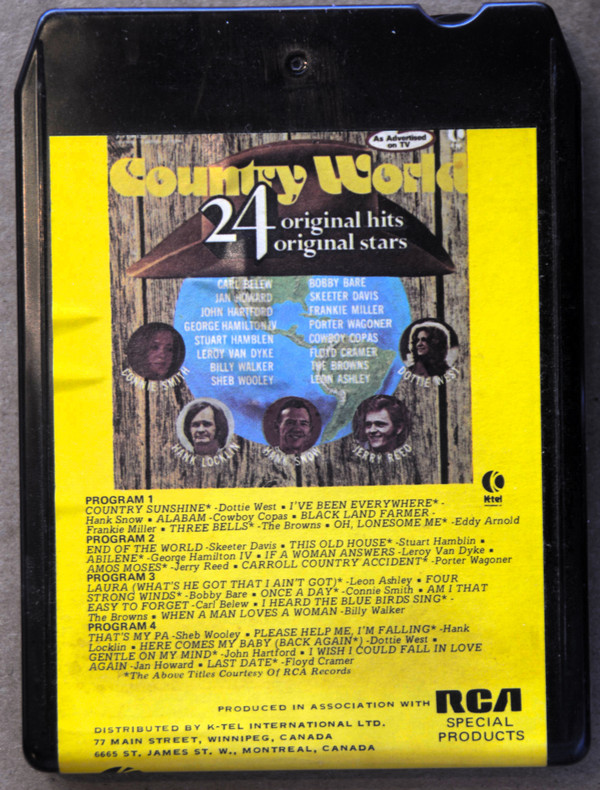 As Advertised
on TV
Country World
24 original hits
original stars
CARL BELEW BOBBY BARE
JAN HOWARD SKEETER DAVIS
JOHN HARTFORD FRANKIE MILLER
GEORGE HAMILTON IV PORTER WAGONER
STUART HAMBLEN COWBOY COPAS
LEROY VAN DYKE FLOYD CRAMER
BILLY WALKER THE BROWNS
SHEB WOOLEY LEON ASHLEY
CONNIE SMITH DOTTIE WEST
HANK LOCKLIN HANK SNOW JERRY REED
K-tel
PROGRAM 1
COUNTRY SUNSHINE* -Dottie West ▪ I'VE BEEN EVERYWHERE* -
Hank Snow ▪ ALABAM -Cowboy Copas ▪ BLACK LAND FARMER -
Frankie Miller ▪ THREE BELLS* -The Browns ▪ OH, LONESOME ME* -Eddy Arnold
PROGRAM 2
END OF THE WORLD -Skeeter Davis ▪ THIS OLD HOUSE* -Stuart Hamblin ▪
ABILENE* -George Hamilton IV ▪ IF A WOMAN ANSWERS -Leroy Van Dyke ▪
AMOS MOSES* -Jerry Reed ▪ CARROLL COUNTRY ACCIDENT* -Porter Wagoner
PROGRAM 3
LAURA (WHAT'S HE GOT THAT I AIN'T GOT)* -Leon Ashley ▪ FOUR
STRONG WINDS* -Bobby Bare ▪ ONCE A DAY* -Connie Smith ▪ AM I THAT
EASY TO FORGET -Carl Belew ▪ I HEARD THE BLUE BIRDS SING* -
The Browns ▪ WHEN A MAN LOVES A WOMAN -Billy Walker
PROGRAM 4
THAT'S MY PA -Sheb Wooley ▪ PLEASE HELP ME, I'M FALLING* -Hank
Locklin ▪ HERE COMES MY BABY (BACK AGAIN*) -Dottie West ▪
GENTLE ON MY MIND* -John Hartford ▪ I WISH I COULD FALL IN LOVE
AGAIN -Jan Howard ▪ LAST DATE* -Floyd Cramer
*The Above Titles Courtesy Of RCA Records
PRODUCED IN ASSOCIATION WITH RCA
SPECIAL
PRODUCTS
DISTRIBUTED BY K-TEL INTERNATIONAL LTD.
77 MAIN STREET, WINNIPEG, CANADA
6665 ST. JAMES ST. W., MONTREAL, CANADA